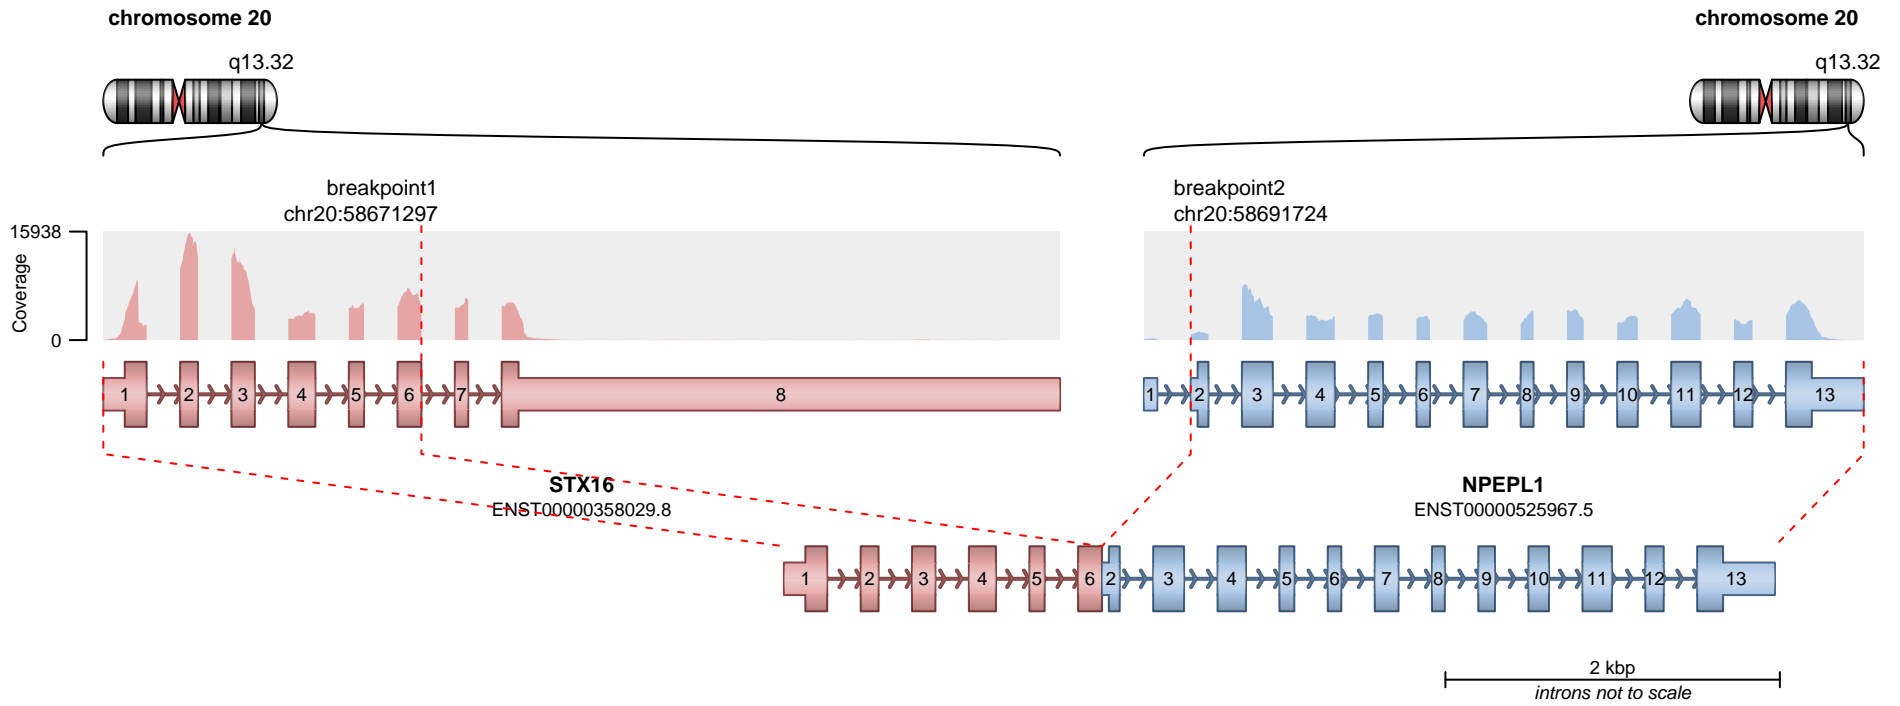 chromosome 20
chromosome 20
q13.32
q13.32
breakpoint1
chr20:58671297
breakpoint2
chr20:58691724
15938
Coverage
0
1 2 3 4 5 6 7 8
1 2 3 4 5 6 7 8 9 10 11 12 13
STX16
ENST00000358029.8
NPEPL1
ENST00000525967.5
1 2 3 4 5 6 2 3 4 5 6 7 8 9 10 11 12 13
2 kbp
introns not to scale